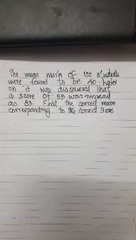 The mean mark of 100 students
were found to be 40. Later
on it was discovered that
a score of 53 was misread
as 83. Find the correct mean
corresponding to the correct score